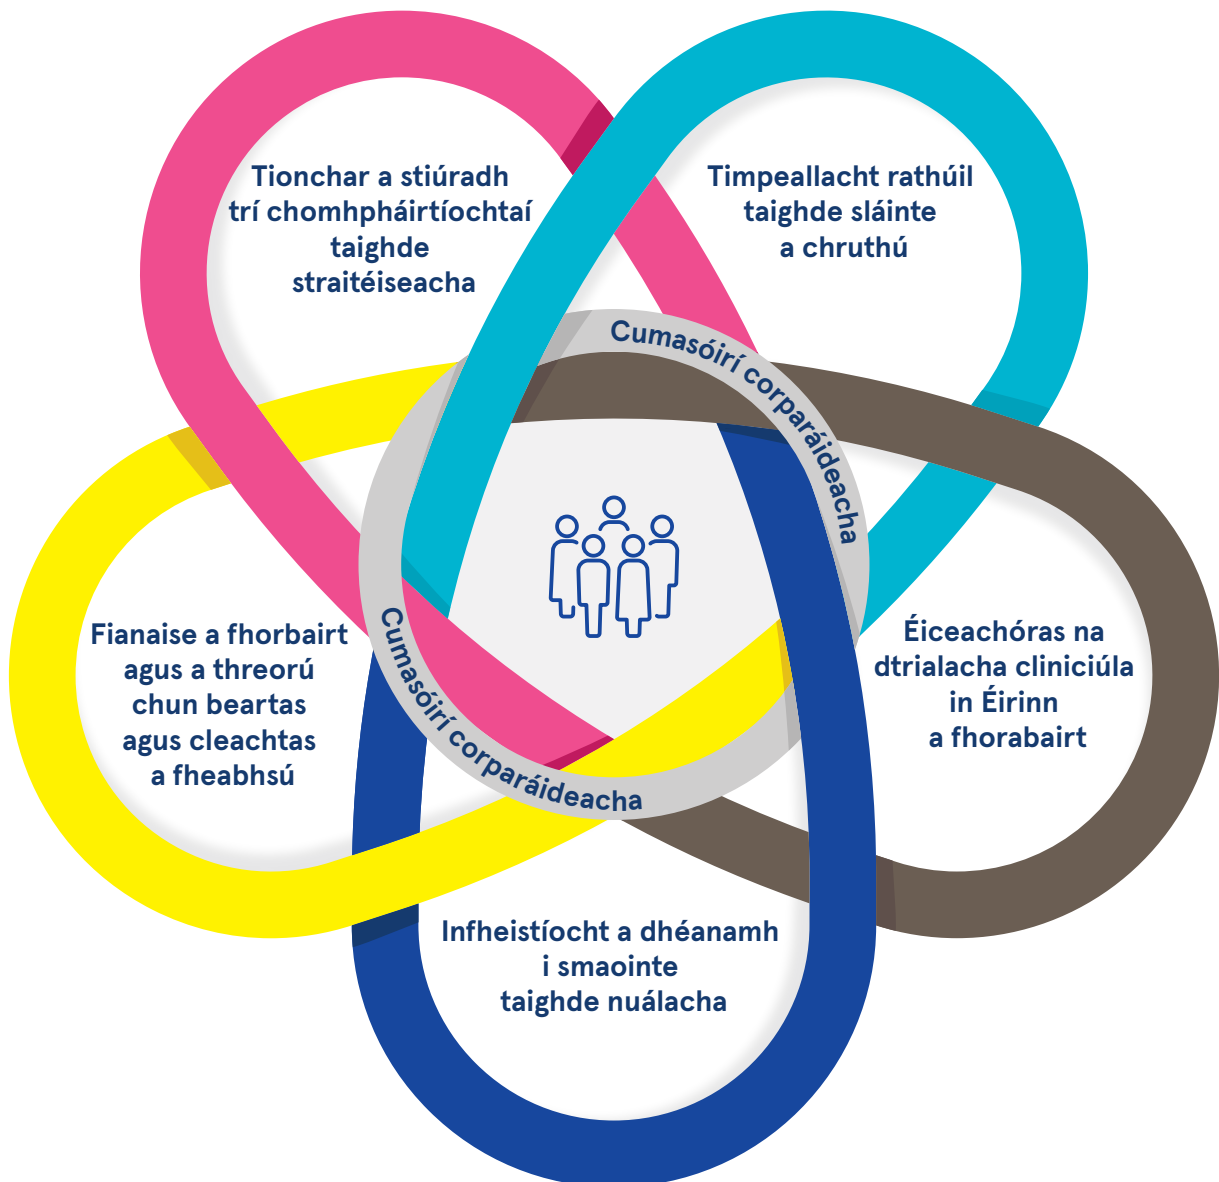 Tionchar a stiúradh
trí chomhpháirtíochtaí
taighde
straitéiseacha
Timpeallacht rathúil
taighde sláinte
a chruthú
Cumasóirí corparáideacha
Fianaise a fhorbairt
agus a threorú
chun beartas
agus cleachtas
a fheabhsú
Cumasóirí corparáideacha
Éiceachóras na
dtrialacha cliniciúla
in Éirinn
a fhorabairt
Infheistíocht a dhéanamh
i smaointe
taighde nuálacha